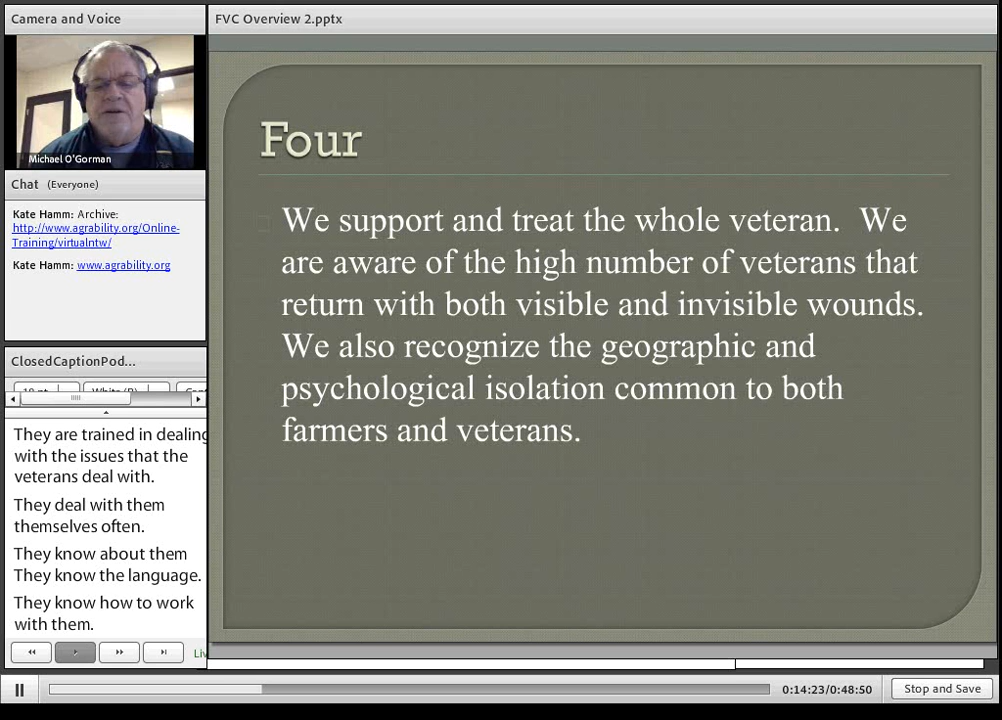 Camera and Voice
Michael O'Gorman
Chat (Everyone)
Kate Hamm: Archive:
http://www.agrability.org/Online-
Training/virtualntw/
Kate Hamm: www.agrability.org
ClosedCaptionPod...
They are trained in dealing
with the issues that the
veterans deal with.
They deal with them
themselves often.
They know about them
They know the language.
They know how to work
with them.
FVC Overview 2.pptx
Four
We support and treat the whole veteran. We
are aware of the high number of veterans that
return with both visible and invisible wounds.
We also recognize the geographic and
psychological isolation common to both
farmers and veterans.
0:14:23/0:48:50
Stop and Save